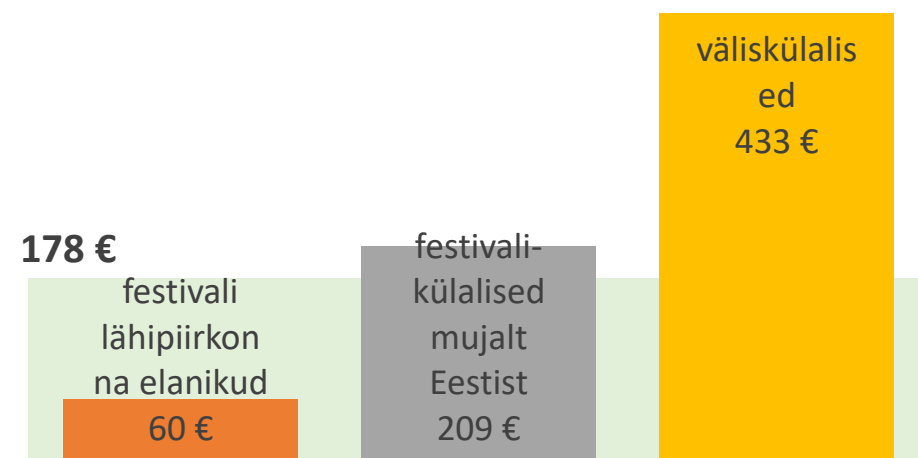 178 €
festivali
lähipiirkon
na elanikud
60 €
festivali-
külalised
mujalt
Eestist
209 €
väliskülalis
ed
433 €